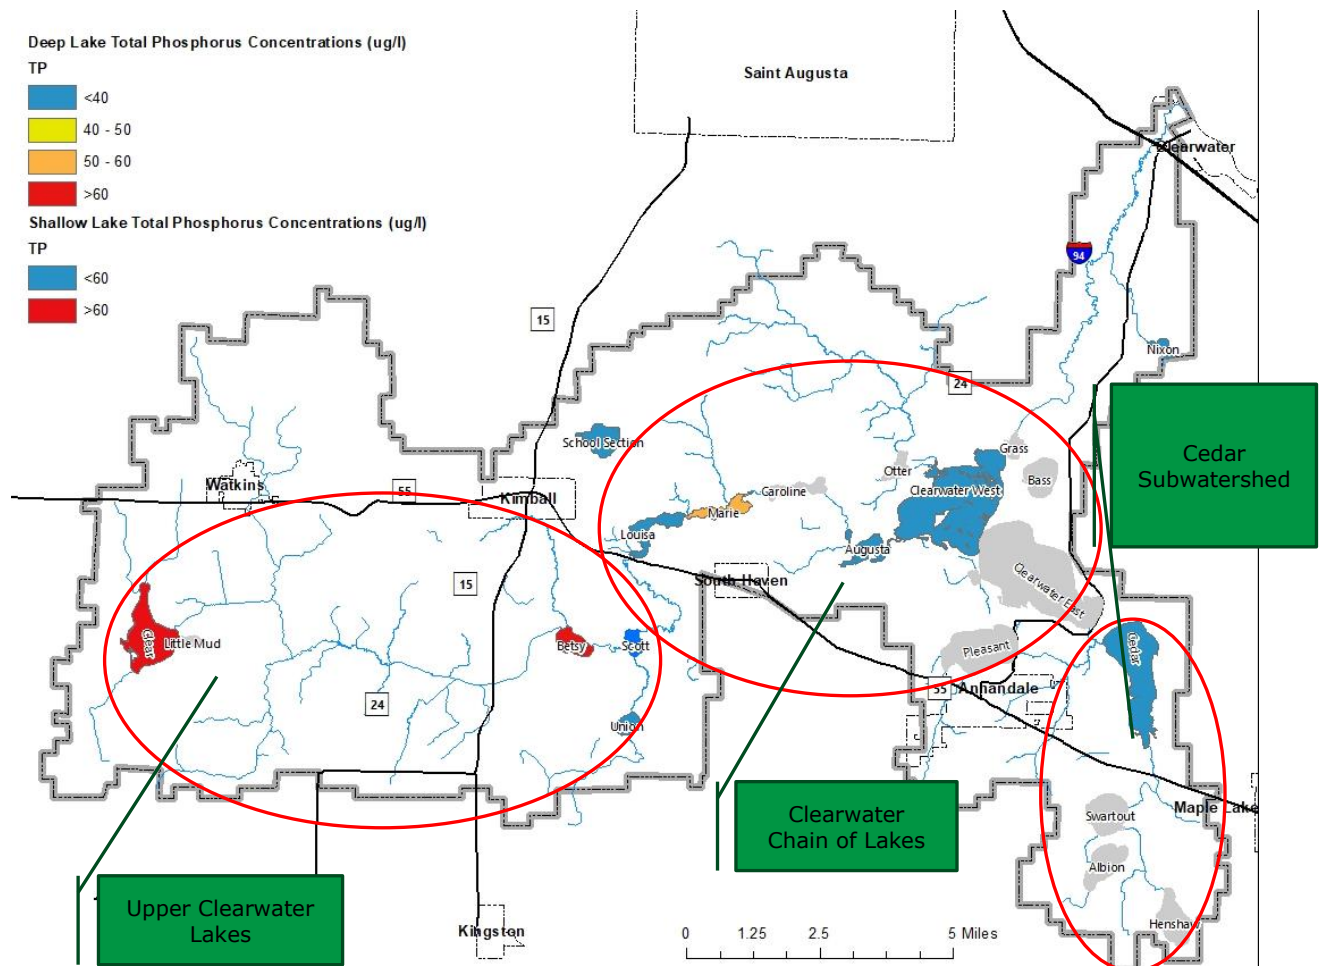 Deep Lake Total Phosphorus Concentrations (ug/l)
TP
<40
40 - 50
50 - 60
>60
Shallow Lake Total Phosphorus Concentrations (ug/l)
TP
<60
>60
Saint Augusta
Clearwater
94
15
Nixon
24
School Section
Grass
Otter
Bass
Clearwater West
Caroline
Marie
Louisa
Augusta
Watkins
55
Kimball
Cedar
Subwatershed
South Haven
15
Clearwater East
Clear
Little Mud
Betsy
Scott
Pleasant
Cedar
24
Union
55
Annandale
Clearwater
Chain of Lakes
Swartout
Maple Lake
Albion
Henshaw
Upper Clearwater
Lakes
Kingston
0 1.25 2.5 5 Miles